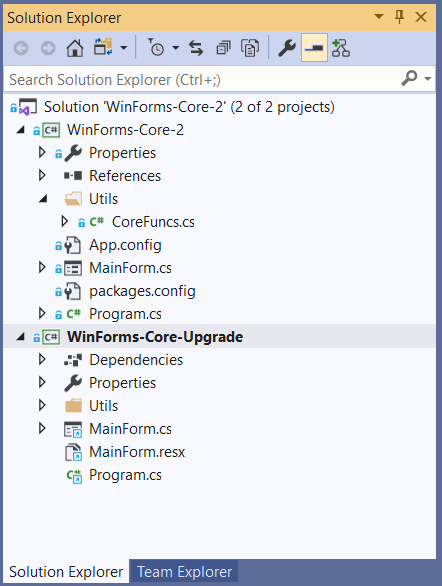 Solution Explorer
Search Solution Explorer (Ctrl+;)
Solution 'WinForms-Core-2' (2 of 2 projects)
C# WinForms-Core-2
Properties
References
Utils
C# CoreFuncs.cs
App.config
MainForm.cs
packages.config
C# Program.cs
C# WinForms-Core-Upgrade
Dependencies
Properties
Utils
MainForm.cs
MainForm.resx
C# Program.cs
Solution Explorer Team Explorer